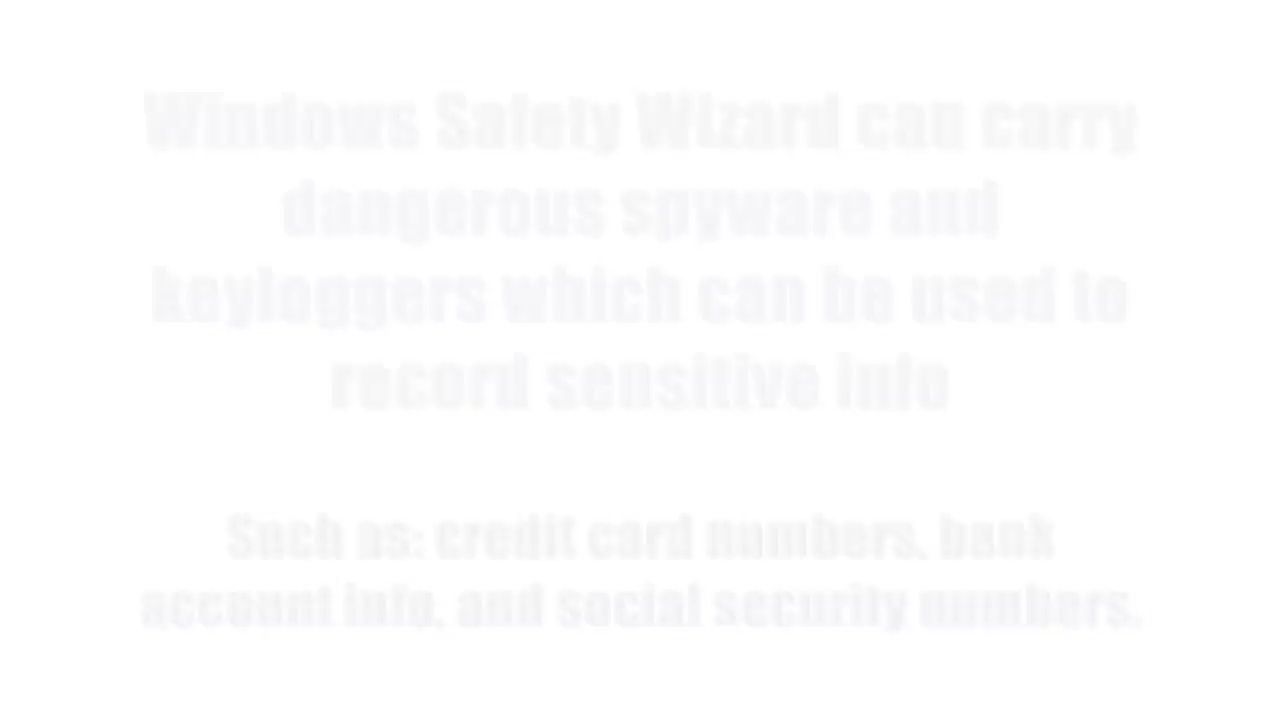 Windows Safety Wizard can carry
dangerous spyware and
keyloggers which can be used to
record sensitive info
Such as: credit card numbers, bank
account info, and social security numbers.